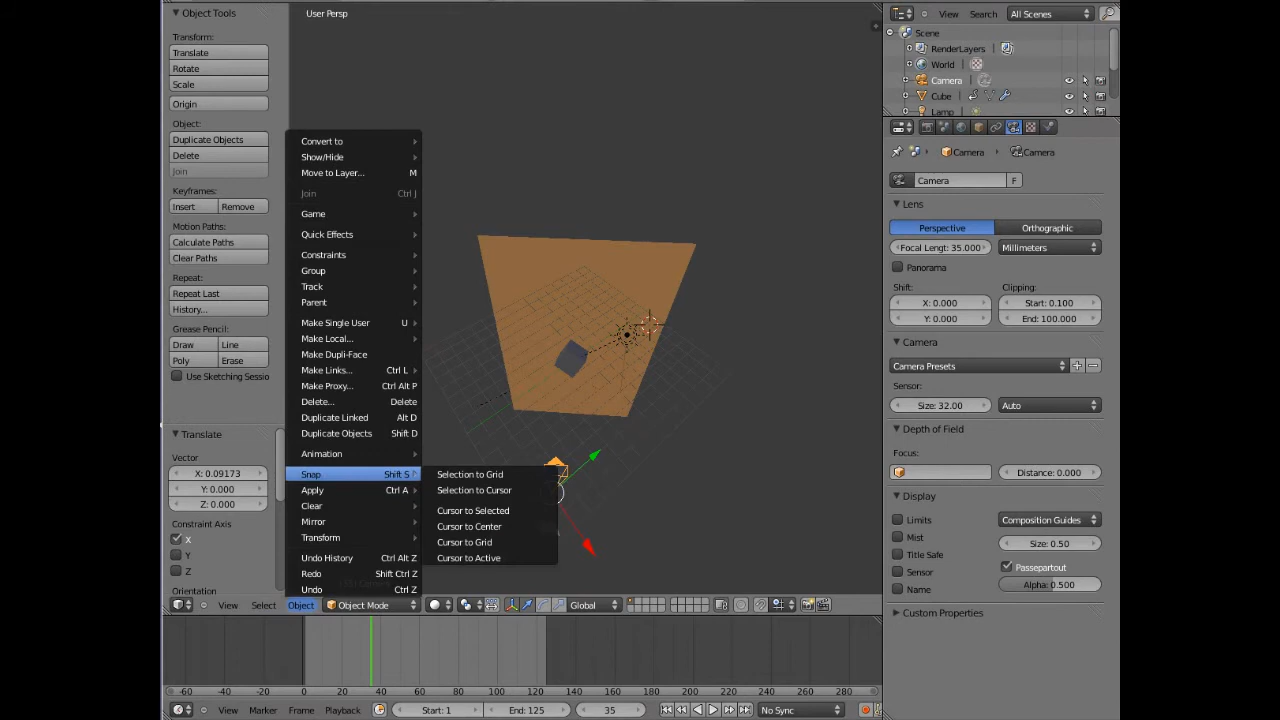 Object Tools
Transform:
Translate
Rotate
Scale
Origin
Object:
Duplicate Objects
Delete
Join
Keyframes:
Insert Remove
Motion Paths:
Calculate Paths
Clear Paths
Repeat:
Repeat Last
History...
Grease Pencil:
Draw Line
Poly Erase
Use Sketching Sessio
Translate
Vector
X: 0.09173
Y: 0.000
Z: 0.000
Constraint Axis
X
Y
Z
Orientation
User Persp
Convert to
Show/Hide
Move to Layer... M
Join Ctrl J
Game
Quick Effects
Constraints
Group
Track
Parent
Make Single User U
Make Local...
Make Dupli-Face
Make Links... Ctrl L
Make Proxy... Ctrl Alt P
Delete... Delete
Duplicate Linked Alt D
Duplicate Objects Shift D
Animation
Snap Shift S
Apply Ctrl A
Clear
Mirror
Transform
Undo History Ctrl Alt Z
Redo Shift Ctrl Z
Undo Ctrl Z
Selection to Grid
Selection to Cursor
Cursor to Selected
Cursor to Center
Cursor to Grid
Cursor to Active
View Select Object Object Mode Global
-60 -40 -20 0 20 40 60 80 100 120 140 160 180 200 220 240 260 280
View Marker Frame Playback Start: 1 End: 125 35 No Sync
View Search All Scenes
Scene
RenderLayers
World
Camera
Cube
Lamp
Camera Camera
Camera F
Lens
Perspective Orthographic
Focal Lengt: 35.000 Millimeters
Panorama
Shift: Clipping:
X: 0.000 Start: 0.100
Y: 0.000 End: 100.000
Camera
Camera Presets
Sensor:
Size: 32.00 Auto
Depth of Field
Focus:
Distance: 0.000
Display
Limits Composition Guides
Mist Size: 0.50
Title Safe
Sensor Passepartout
Name Alpha: 0.500
Custom Properties